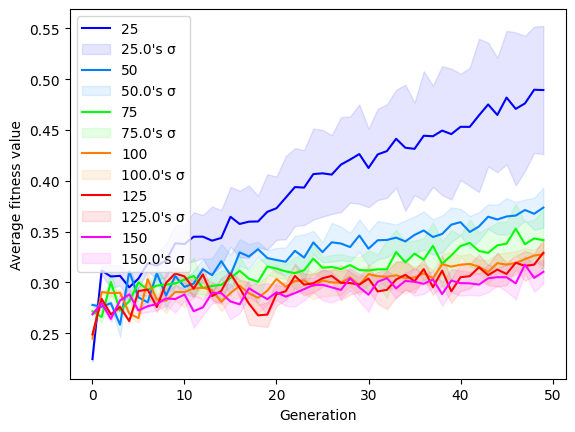 25
25.0's σ
50
50.0's σ
75
75.0's σ
100
100.0's σ
125
125.0's σ
150
150.0's σ
0.55
0.50
0.45
0.40
0.35
0.30
0.25
Average fitness value
0 10 20 30 40 50
Generation